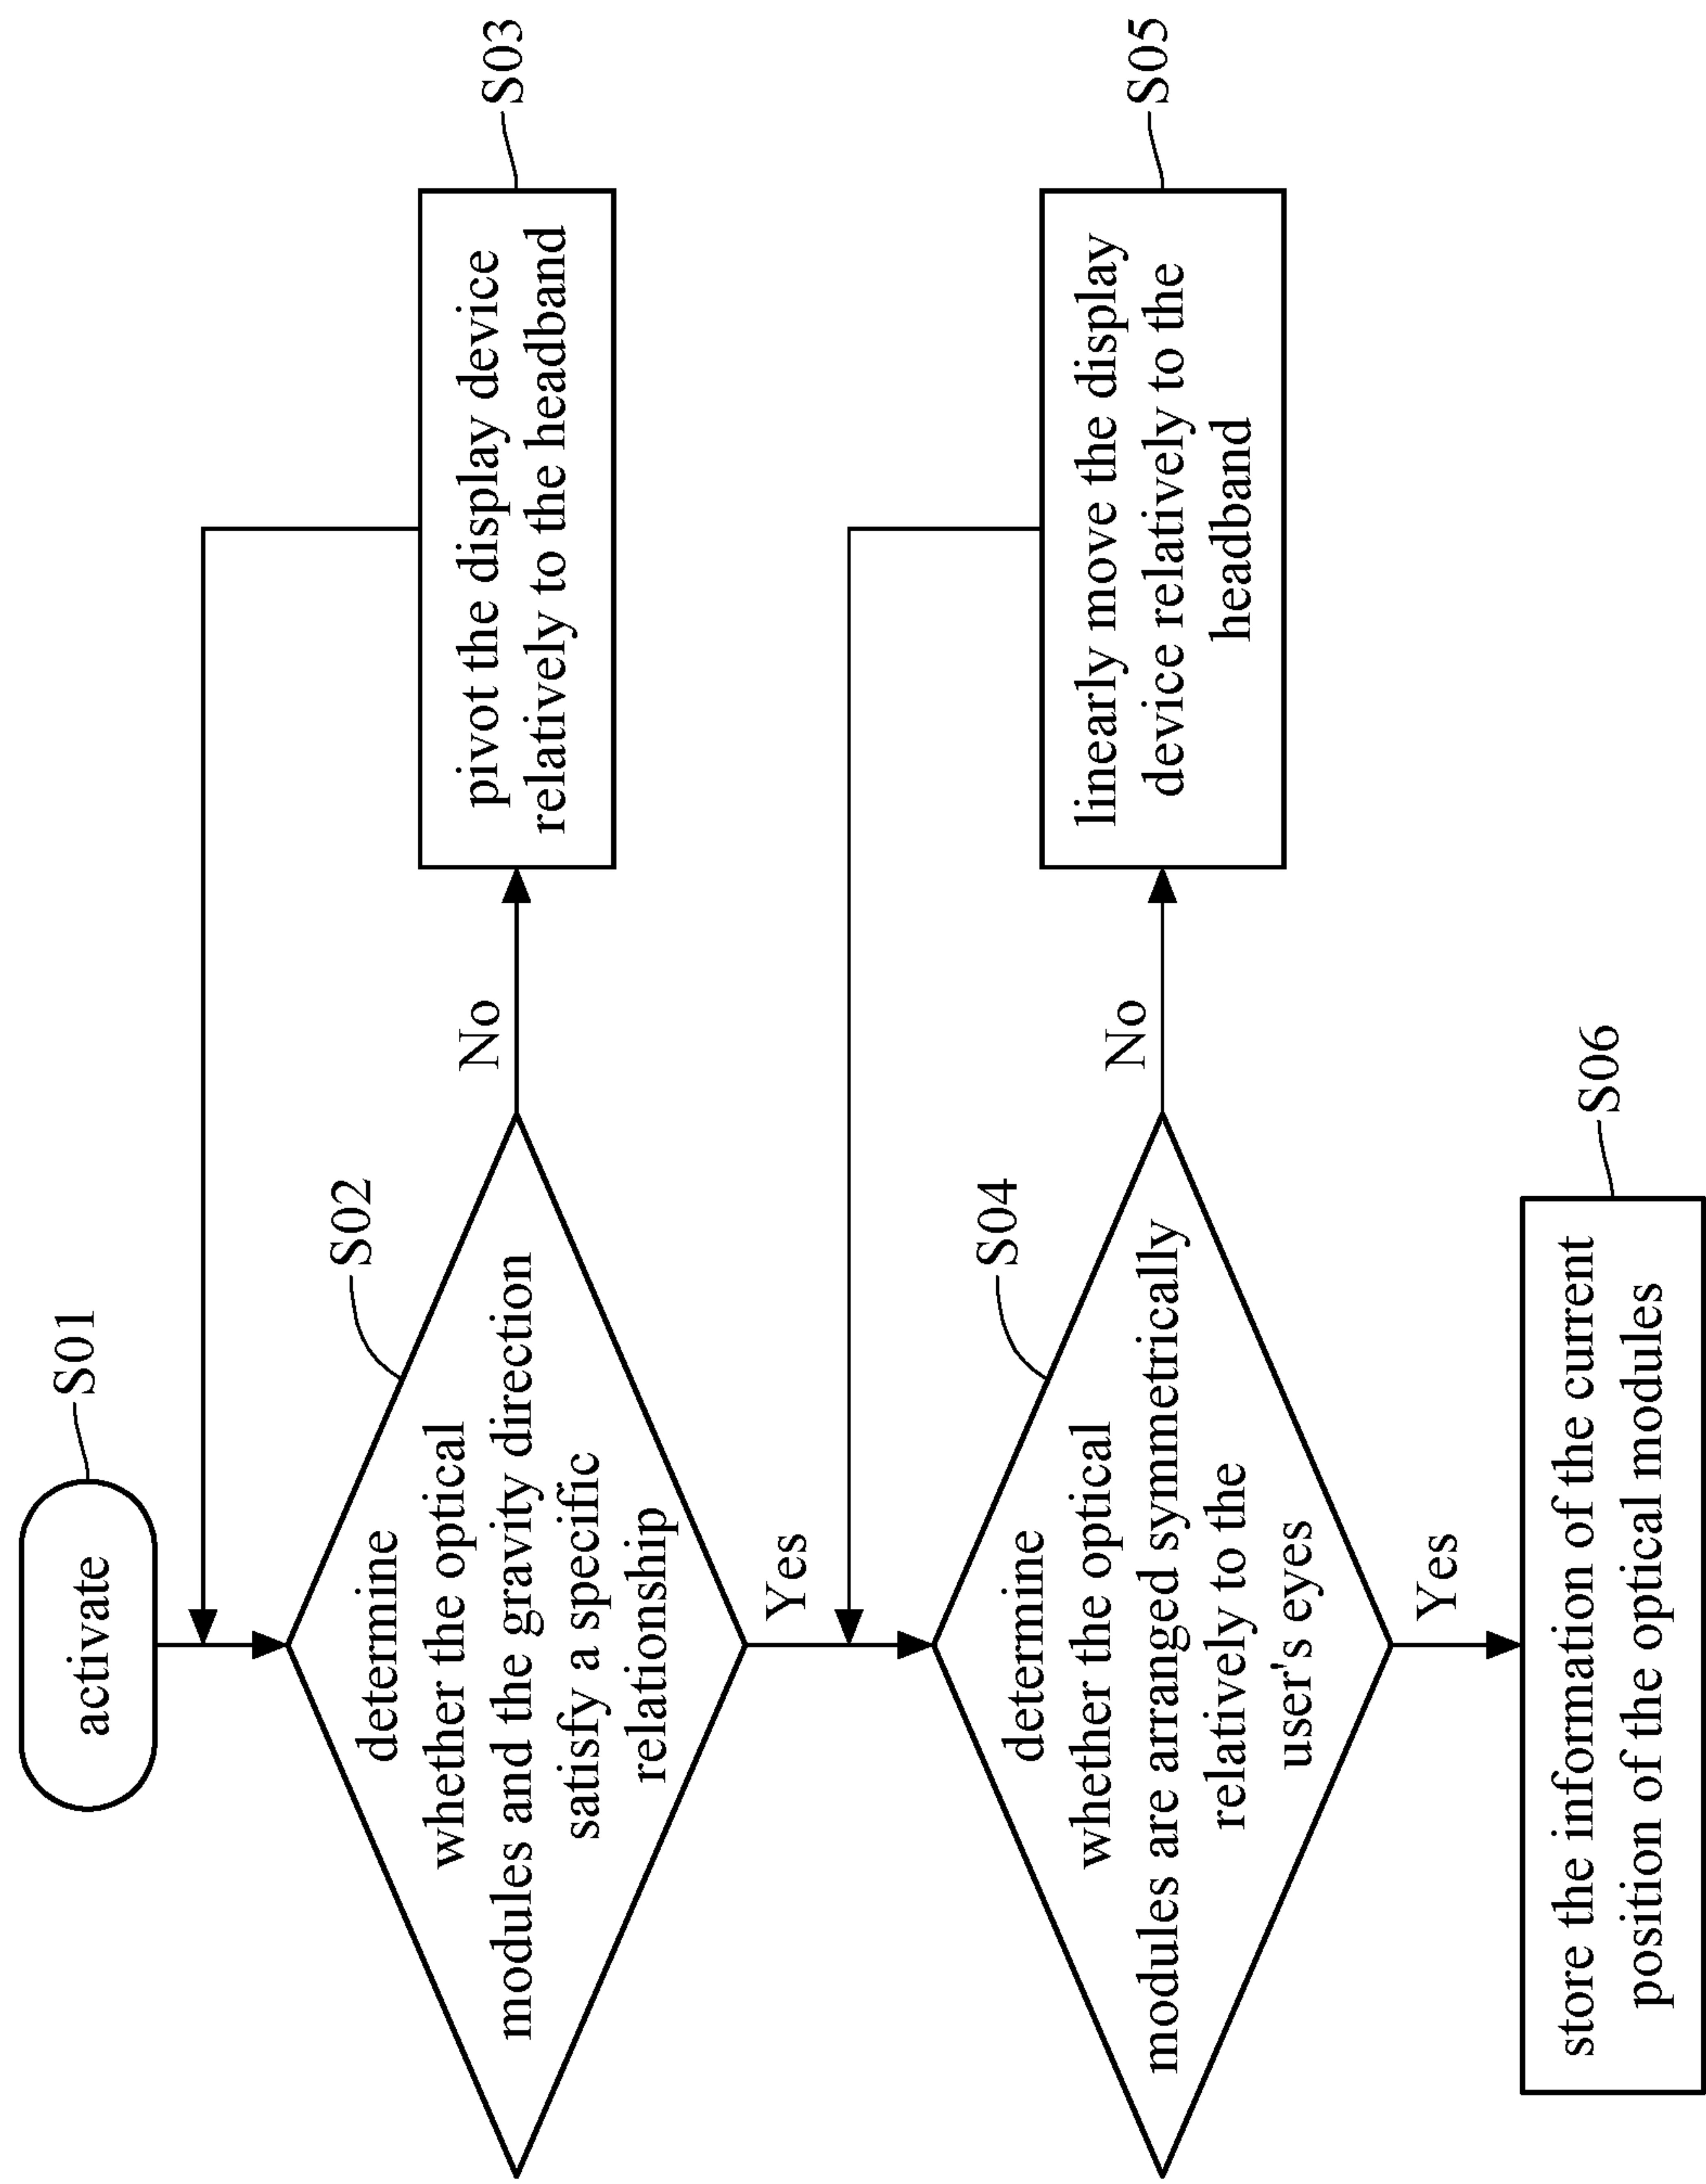 activate
S01
determine
whether the optical
modules and the gravity direction
satisfy a specific
relationship
S02
No
pivot the display device
relatively to the headband
S03
Yes
determine
whether the optical
modules are arranged symmetrically
relatively to the
user's eyes
S04
No
linearly move the display
device relatively to the
headband
S05
Yes
store the information of the current
position of the optical modules
S06